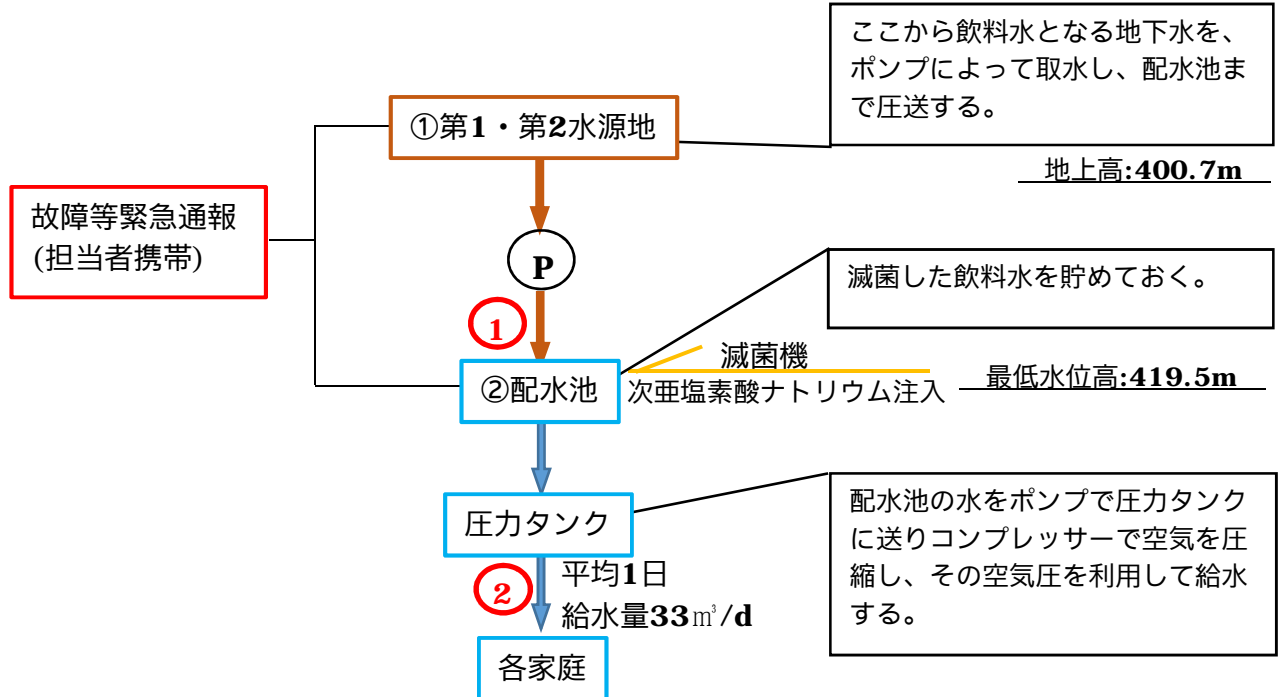 ここから飲料水となる地下水を、
ポンプによって取水し、配水池ま
で圧送する。
①第1・第2水源地
地上高:400.7m
故障等緊急通報
(担当者携帯)
P
滅菌した飲料水を貯めておく。
1
滅菌機
②配水池
次亜塩素酸ナトリウム注入
最低水位高:419.5m
配水池の水をポンプで圧力タンク
に送りコンプレッサーで空気を圧
縮し、その空気圧を利用して給水
する。
圧力タンク
2
平均1日
給水量33㎥/d
各家庭